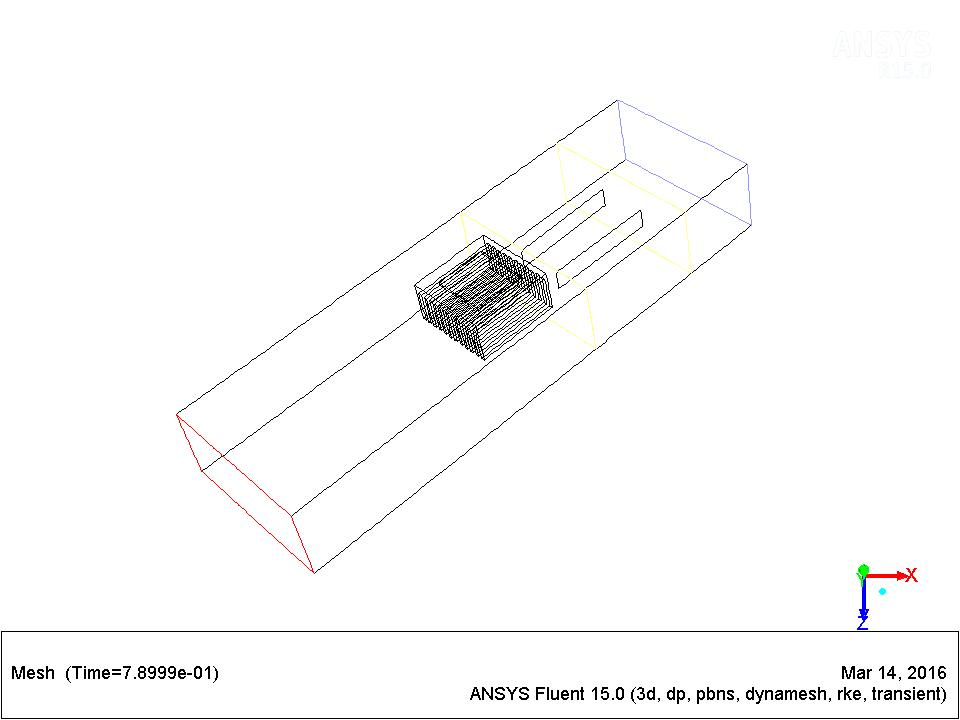 ANSYS
R15.0
Y
X
Z
Mesh (Time=7.8999e-01)
Mar 14, 2016
ANSYS Fluent 15.0 (3d, dp, pbns, dynamesh, rke, transient)